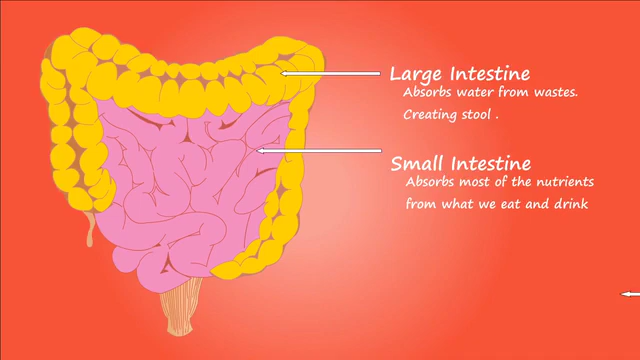 Large Intestine
Absorbs water from wastes.
Creating stool .
Small Intestine
Absorbs most of the nutrients
from what we eat and drink